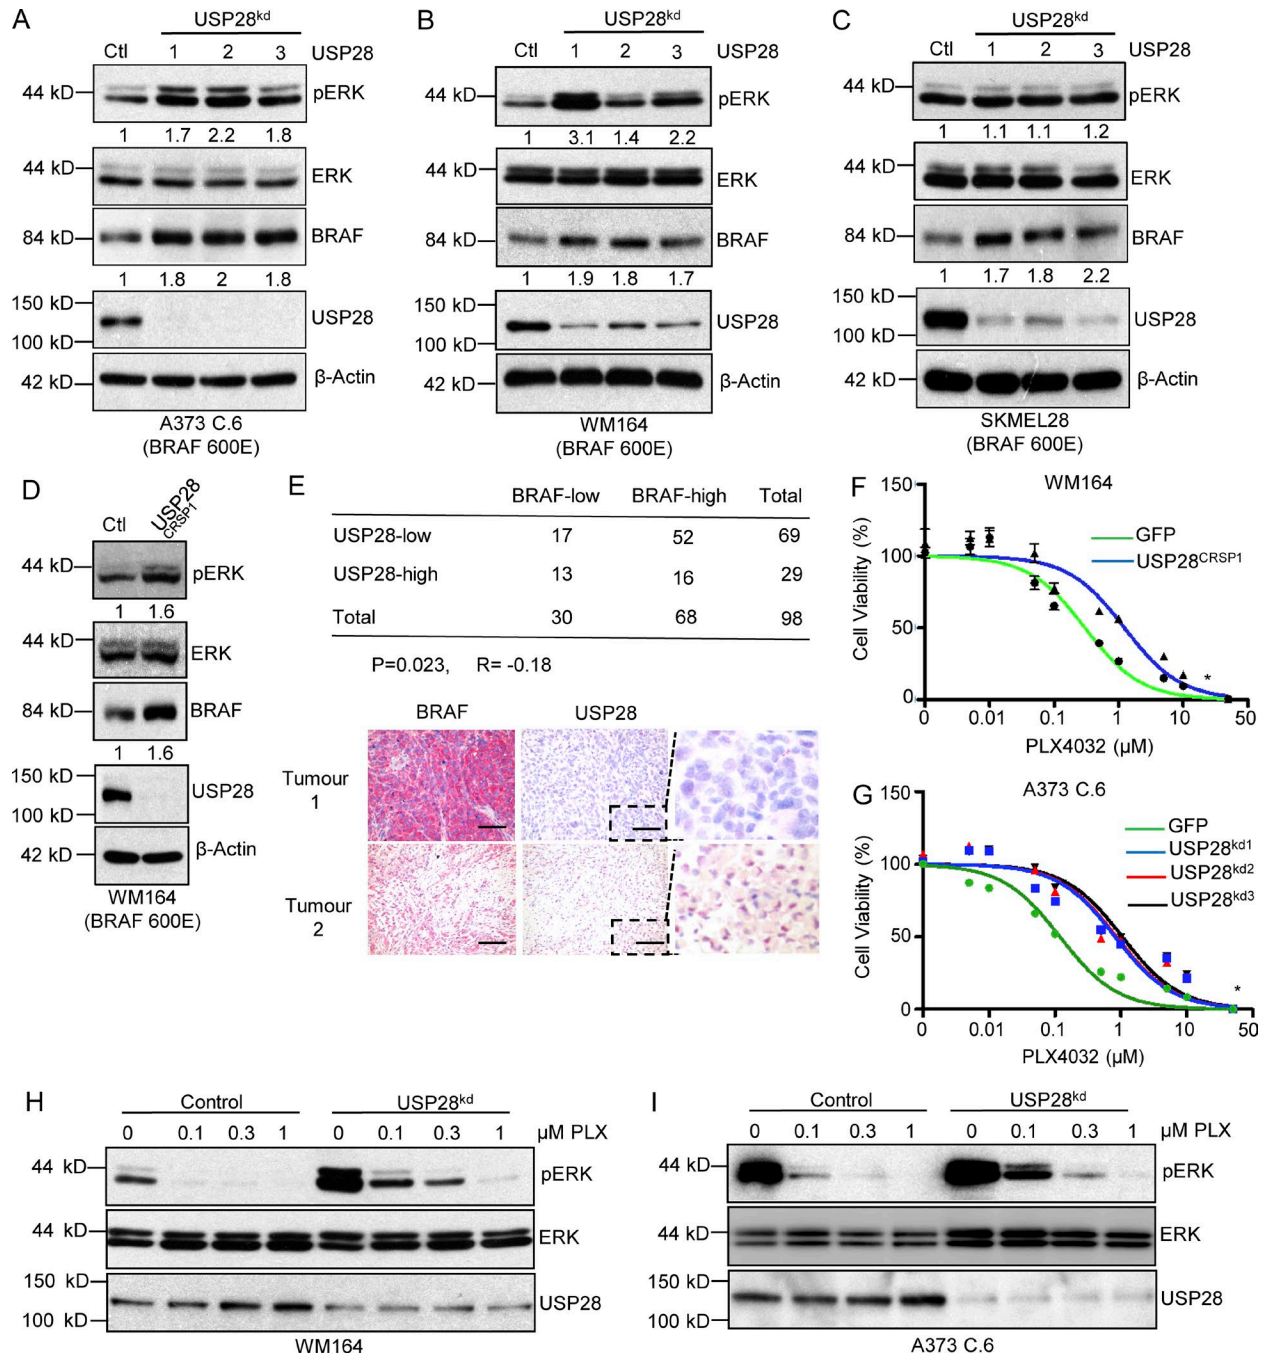 A
USP28kd
Ctl 1 2 3 USP28
44 kD pERK
1 1.7 2.2 1.8
44 kD ERK
84 kD BRAF
1 1.8 2 1.8
150 kD
USP28
100 kD
42 kD β-Actin
A373 C.6
(BRAF 600E)
B
USP28kd
Ctl 1 2 3 USP28
44 kD pERK
1 3.1 1.4 2.2
44 kD ERK
84 kD BRAF
1 1.9 1.8 1.7
150 kD
USP28
100 kD
42 kD β-Actin
WM164
(BRAF 600E)
C
USP28kd
Ctl 1 2 3 USP28
44 kD pERK
1 1.1 1.1 1.2
44 kD ERK
84 kD BRAF
1 1.7 1.8 2.2
150 kD
USP28
100 kD
42 kD β-Actin
SKMEL28
(BRAF 600E)
D
Ctl USP28CRSP1
44 kD pERK
1 1.6
44 kD ERK
84 kD BRAF
1 1.6
150 kD
USP28
100 kD
42 kD β-Actin
WM164
(BRAF 600E)
E
BRAF-low BRAF-high Total
USP28-low 17 52 69
USP28-high 13 16 29
Total 30 68 98
P=0.023, R= -0.18
BRAF USP28
Tumour
1
Tumour
2
F
WM164
150
100
50
0
Cell Viability (%)
GFP
USP28CRSP1
*
0 0.01 0.1 1 10 50
PLX4032 (µM)
G
A373 C.6
150
100
50
0
Cell Viability (%)
GFP
USP28kd1
USP28kd2
USP28kd3
*
0 0.01 0.1 1 10 50
PLX4032 (µM)
H
Control USP28kd
0 0.1 0.3 1 0 0.1 0.3 1 µM PLX
44 kD pERK
44 kD ERK
150 kD
USP28
100 kD
WM164
I
Control USP28kd
0 0.1 0.3 1 0 0.1 0.3 1 µM PLX
44 kD pERK
44 kD ERK
150 kD
USP28
100 kD
A373 C.6